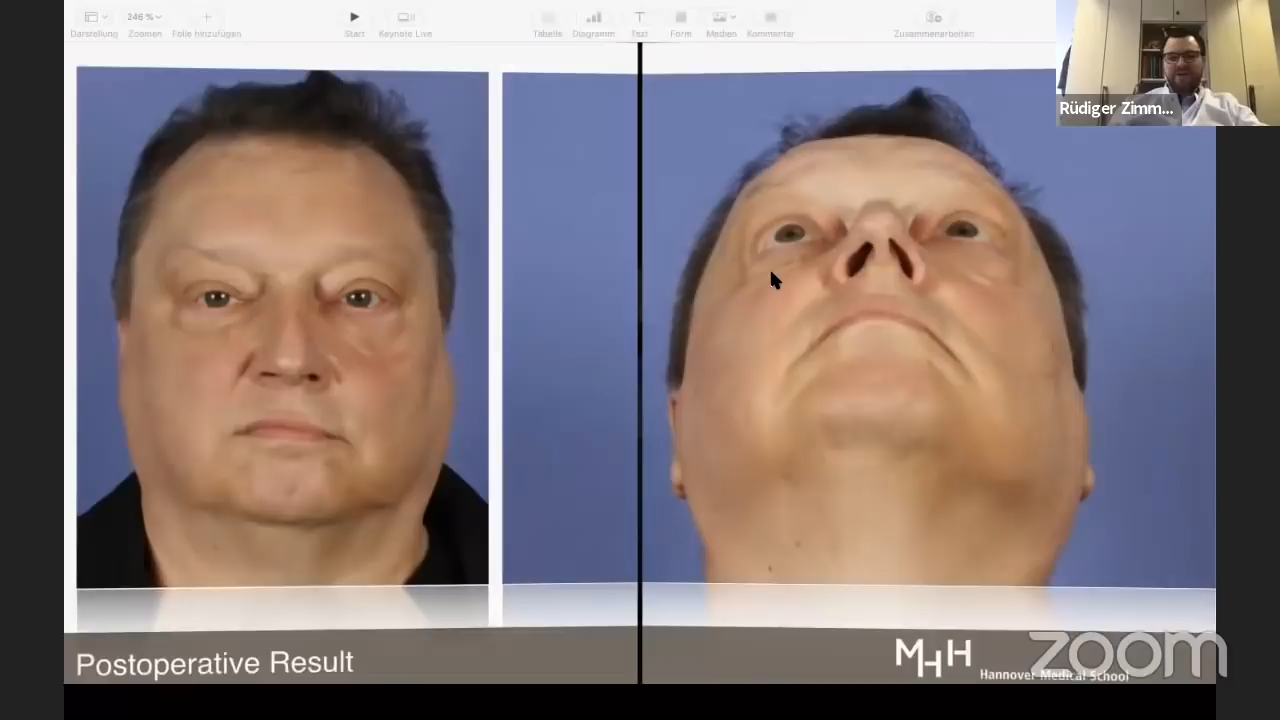 246 %
Darstellung
Zoomen
Folie hinzufügen
Start
Keynote Live
Tabelle
Diagramm
Text
Form
Medien
Kommentar
Zusammenarbeiten
Rüdiger Zimm...
Postoperative Result
MHH
Hannover Medical School
zoom